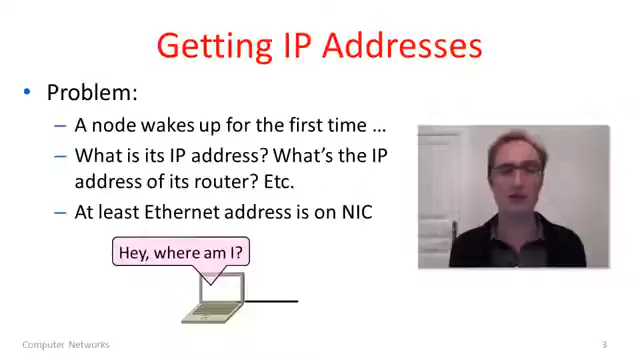 Getting IP Addresses
• Problem:
– A node wakes up for the first time …
– What is its IP address? What's the IP
address of its router? Etc.
– At least Ethernet address is on NIC
Hey, where am I?
Computer Networks
3